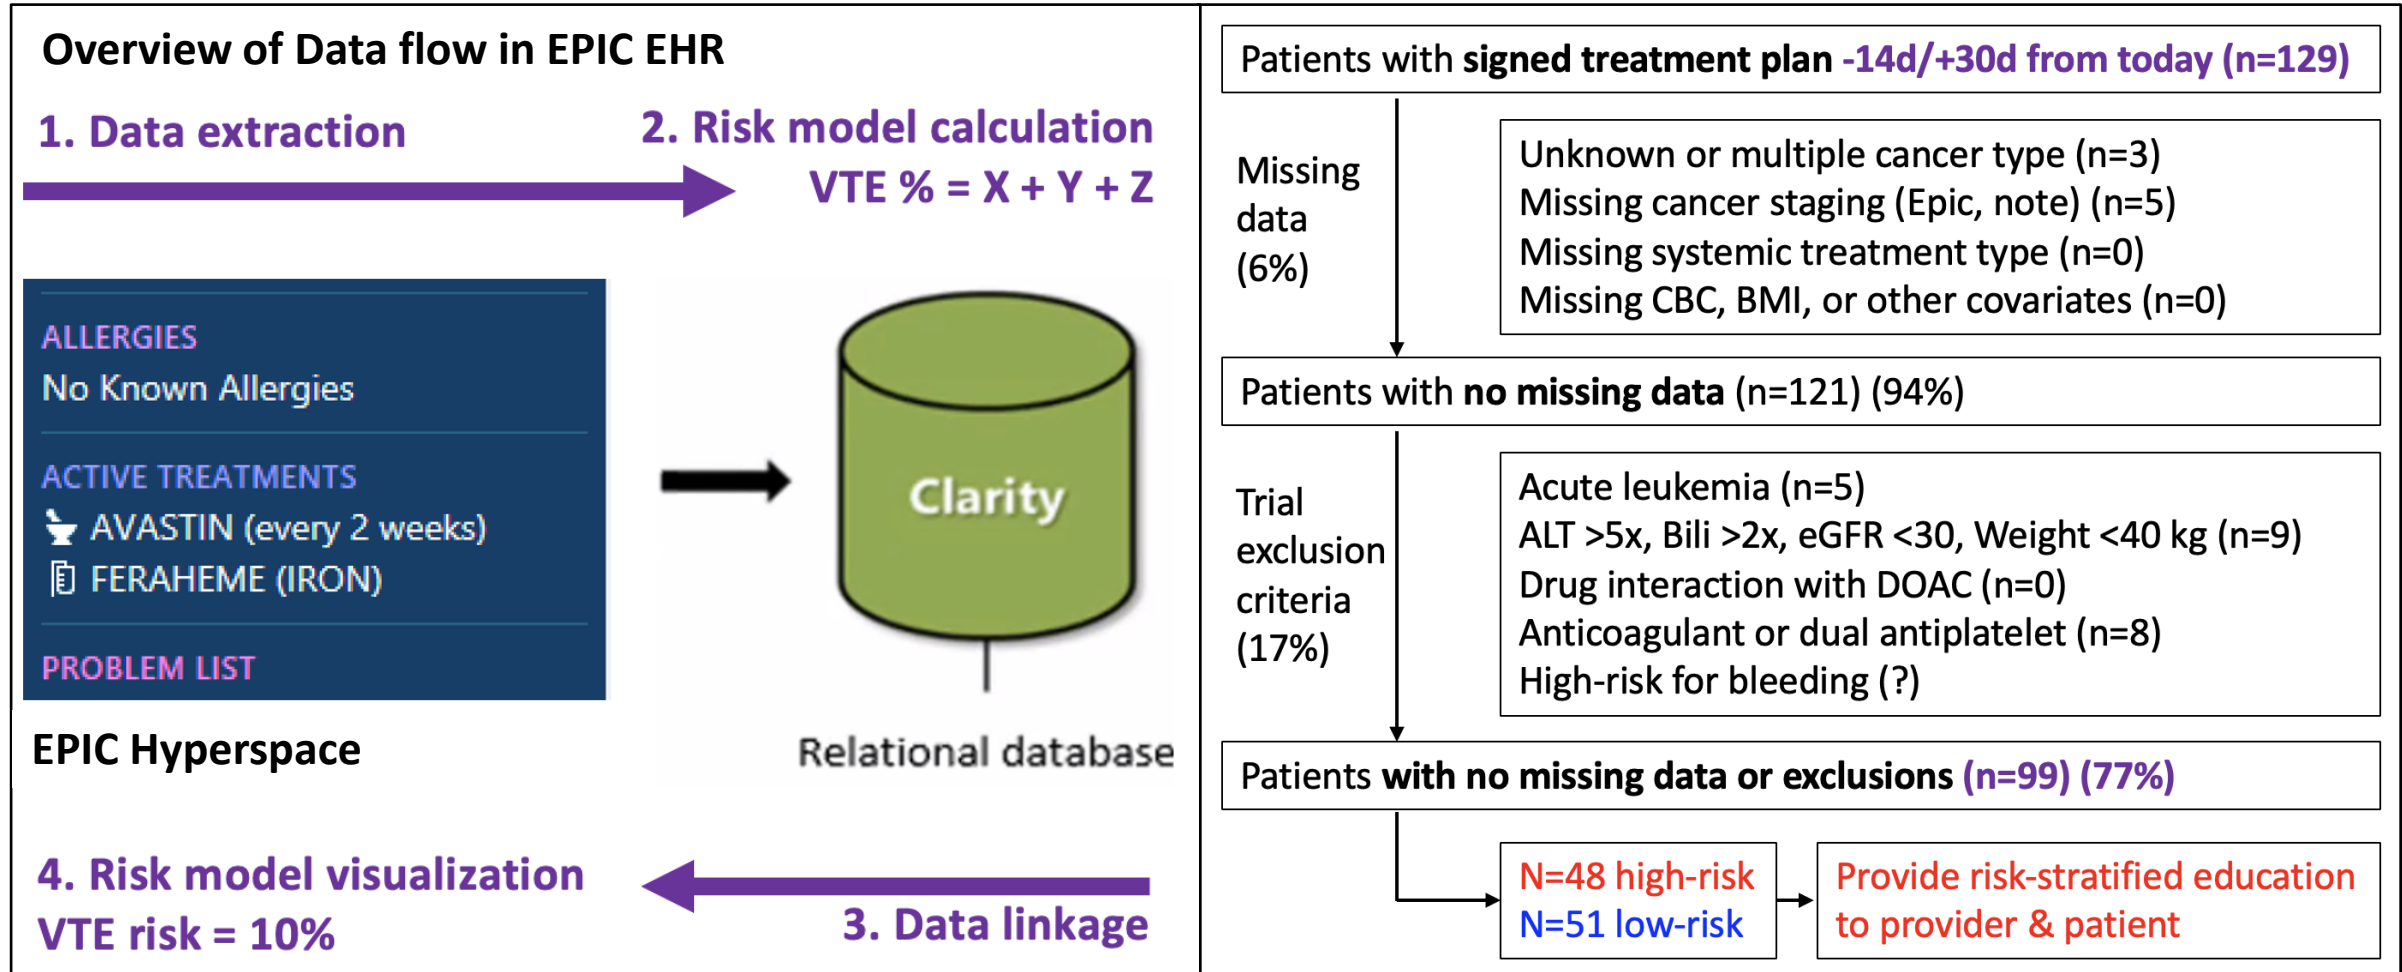 Overview of Data flow in EPIC EHR
1. Data extraction
2. Risk model calculation
VTE % = X + Y + Z
ALLERGIES
No Known Allergies
ACTIVE TREATMENTS
AVASTIN (every 2 weeks)
FERAHEME (IRON)
PROBLEM LIST
EPIC Hyperspace
Clarity
Relational database
4. Risk model visualization
VTE risk = 10%
3. Data linkage
Patients with signed treatment plan -14d/+30d from today (n=129)
Missing
data
(6%)
Unknown or multiple cancer type (n=3)
Missing cancer staging (Epic, note) (n=5)
Missing systemic treatment type (n=0)
Missing CBC, BMI, or other covariates (n=0)
Patients with no missing data (n=121) (94%)
Trial
exclusion
criteria
(17%)
Acute leukemia (n=5)
ALT >5x, Bili >2x, eGFR <30, Weight <40 kg (n=9)
Drug interaction with DOAC (n=0)
Anticoagulant or dual antiplatelet (n=8)
High-risk for bleeding (?)
Patients with no missing data or exclusions (n=99) (77%)
N=48 high-risk
N=51 low-risk
Provide risk-stratified education
to provider & patient